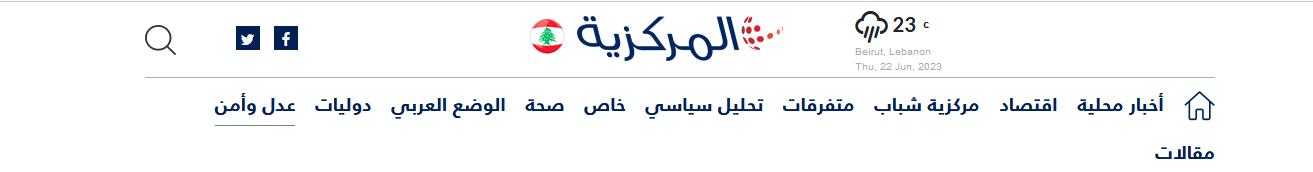 المركزية
23 c
Beirut, Lebanon
Thu, 22 Jun, 2023
أخبار محلية اقتصاد مركزية شباب متفرقات تحليل سياسي خاص صحة الوضع العربي دوليات عدل وأمن
مقالات